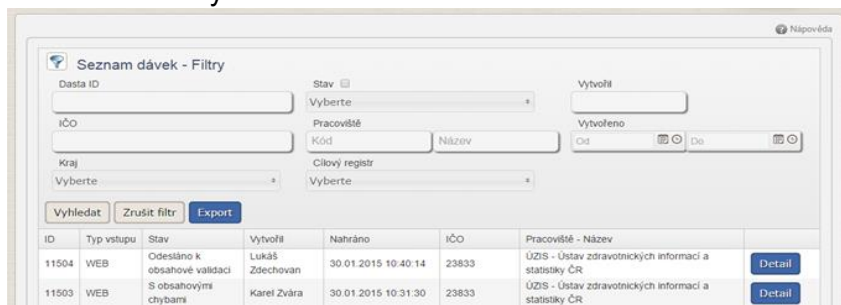 Nápověda
Seznam dávek - Filtry
Dasta ID Stav Vytvořil
Vyberte
IČO Pracoviště Vytvořeno
Kód Název Od Do
Kraj Cílový registr
Vyberte Vyberte
Vyhledat Zrušit filtr Export
ID Typ vstupu Stav Vytvořil Nahráno IČO Pracoviště - Název
11504 WEB Odesláno k obsahové validaci Lukáš Zdechovan 30.01.2015 10:40:14 23833 ÚZIS - Ústav zdravotnických informací a statistiky ČR Detail
11503 WEB S obsahovými chybami Karel Zvára 30.01.2015 10:31:30 23833 ÚZIS - Ústav zdravotnických informací a statistiky ČR Detail